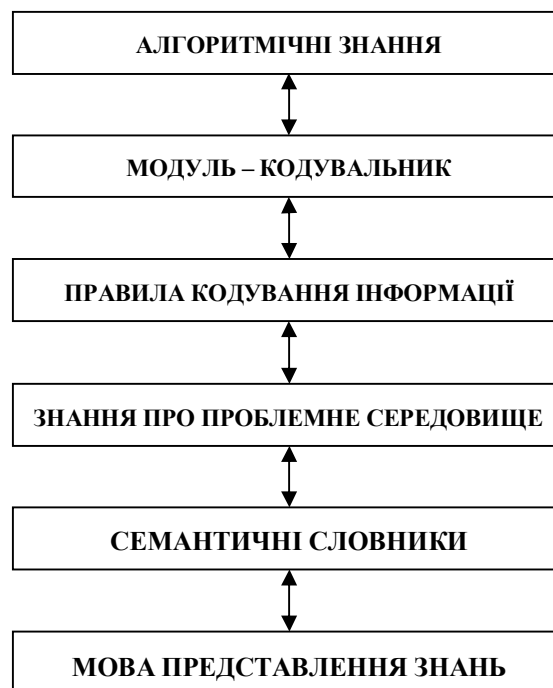 АЛГОРИТМІЧНІ ЗНАННЯ
МОДУЛЬ – КОДУВАЛЬНИК
ПРАВИЛА КОДУВАННЯ ІНФОРМАЦІЇ
ЗНАННЯ ПРО ПРОБЛЕМНЕ СЕРЕДОВИЩЕ
СЕМАНТИЧНІ СЛОВНИКИ
МОВА ПРЕДСТАВЛЕННЯ ЗНАНЬ